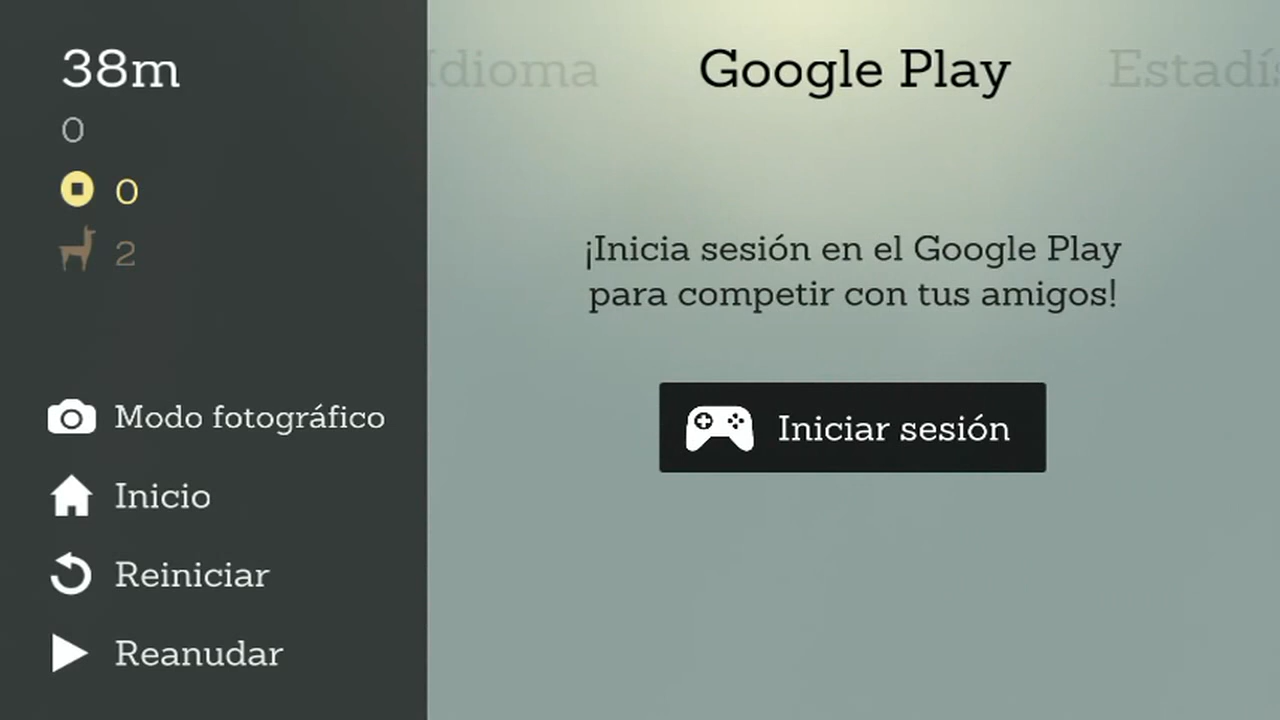 38m
0
0
2
Modo fotográfico
Inicio
Reiniciar
Reanudar
Idioma
Google Play
Estadís
¡Inicia sesión en el Google Play
para competir con tus amigos!
Iniciar sesión